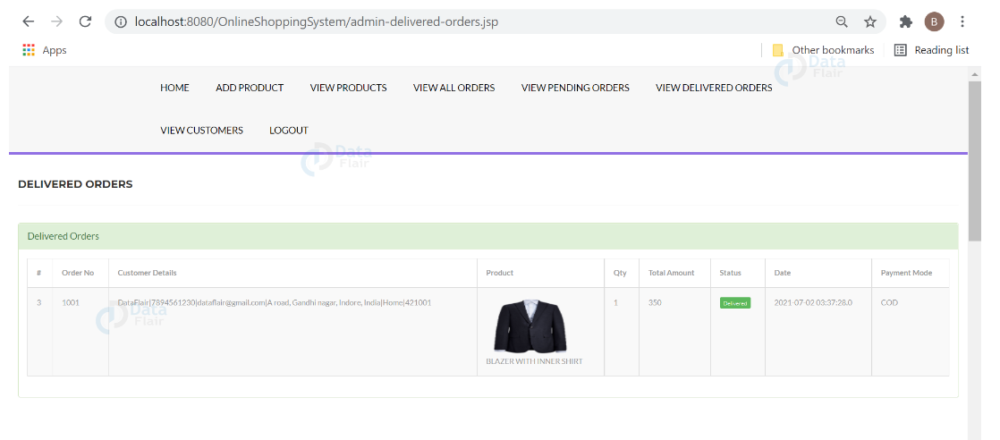 localhost:8080/OnlineShoppingSystem/admin-delivered-orders.jsp
B
Apps
Other bookmarks
Reading list
Data
Flair
HOME ADD PRODUCT VIEW PRODUCTS VIEW ALL ORDERS VIEW PENDING ORDERS VIEW DELIVERED ORDERS
VIEW CUSTOMERS LOGOUT
Data
Flair
DELIVERED ORDERS
Delivered Orders
# Order No Customer Details Product Qty Total Amount Status Date Payment Mode
3 1001 DataFlair|7894561230|dataflair@gmail.com|A road, Gandhi nagar, Indore, India|Home|421001 1 350 Delivered 2021-07-02 03:37:28.0 COD
Data
Flair
BLAZER WITH INNER SHIRT